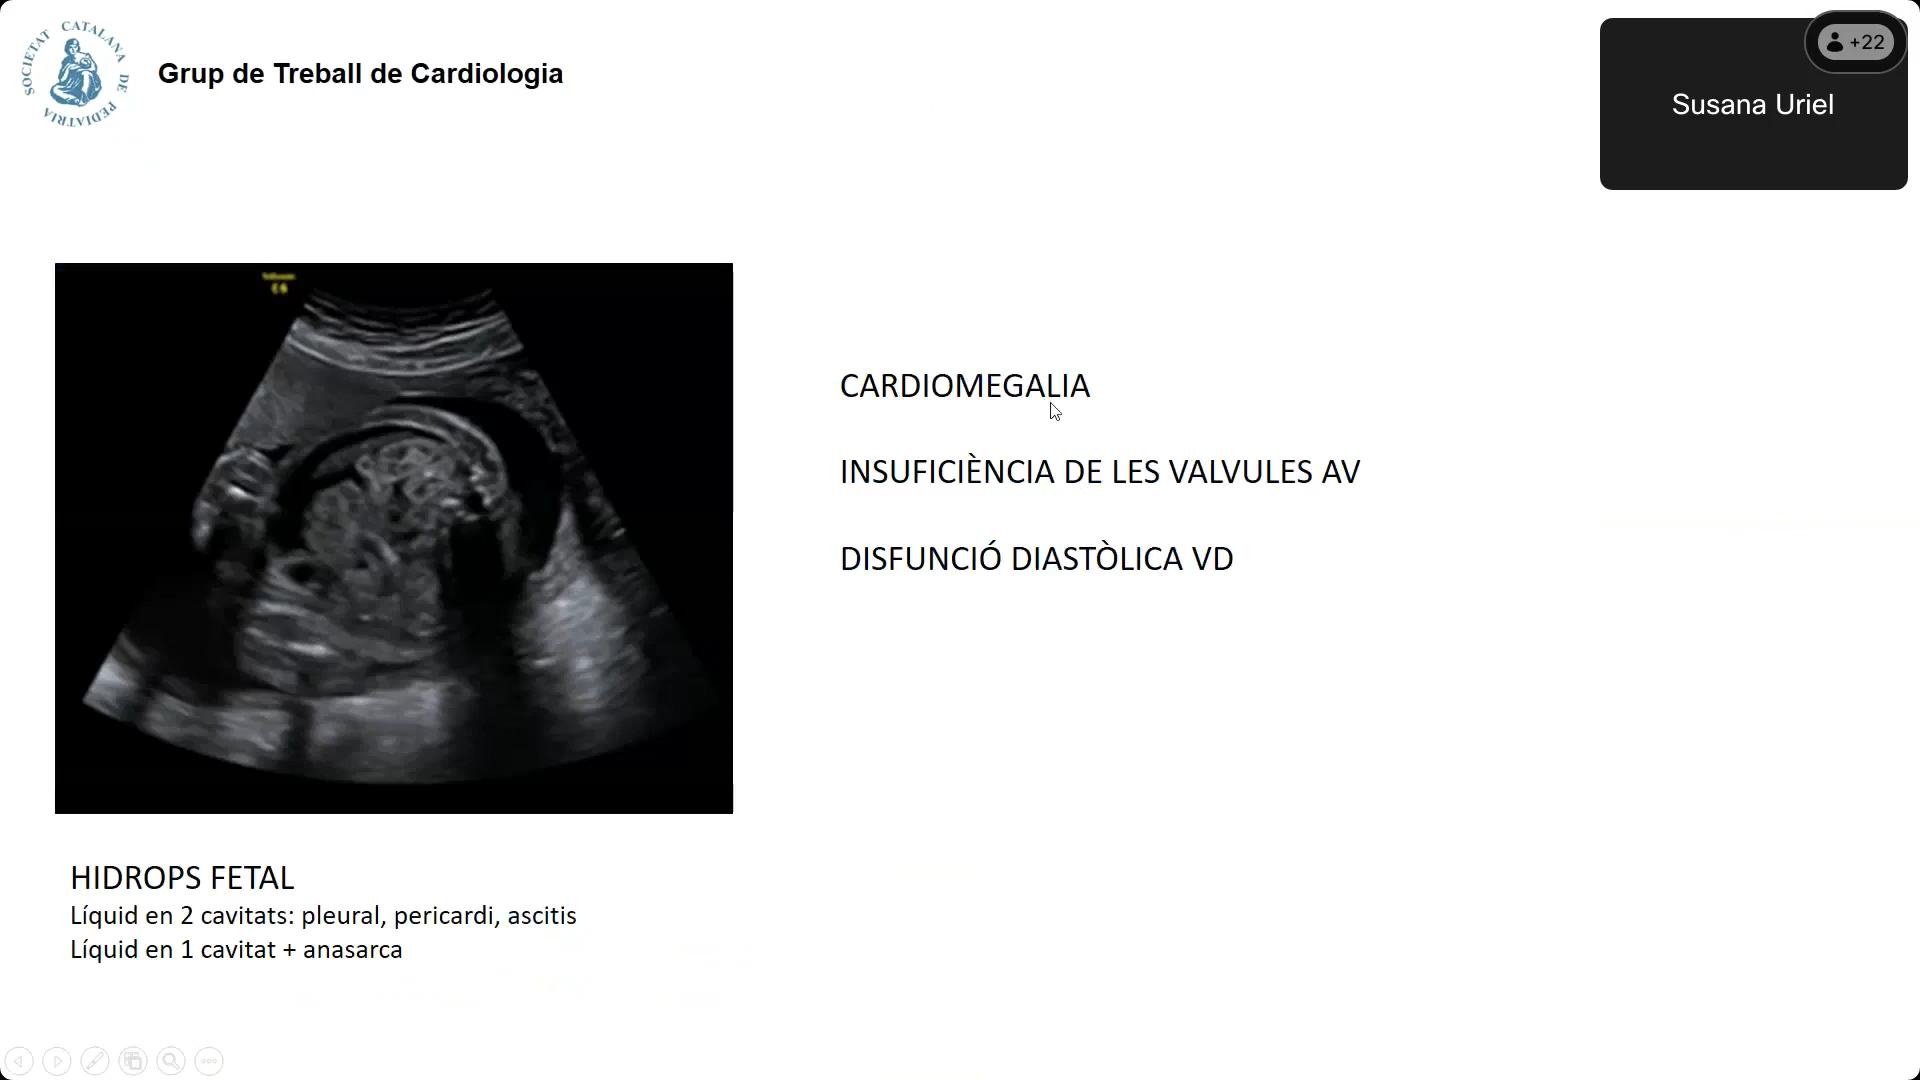 SOCIETAT CATALANA DE PEDIATRIA
Grup de Treball de Cardiologia
+22
Susana Uriel
CARDIOMEGALIA
INSUFICIÈNCIA DE LES VALVULES AV
DISFUNCIÓ DIASTÒLICA VD
HIDROPS FETAL
Líquid en 2 cavitats: pleural, pericardi, ascitis
Líquid en 1 cavitat + anasarca